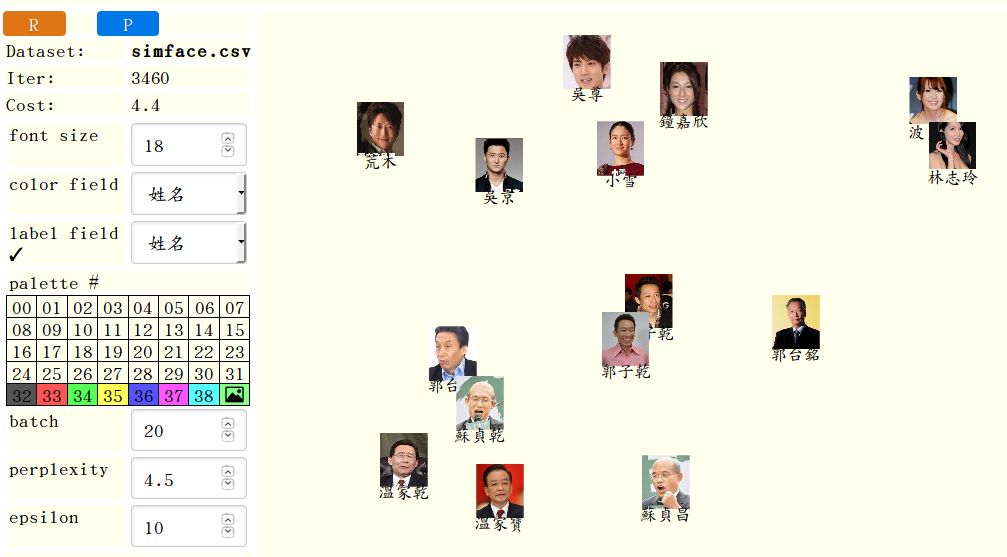 R P
Dataset: simface.csv
Iter: 3460
Cost: 4.4
font size 18
color field 姓名
label field 姓名
✓
palette #
00 01 02 03 04 05 06 07
08 09 10 11 12 13 14 15
16 17 18 19 20 21 22 23
24 25 26 27 28 29 30 31
32 33 34 35 36 37 38
batch 20
perplexity 4.5
epsilon 10
吳尊
鍾嘉欣
荒木
吳京
小雪
波
林志玲
子乾
郭子乾
郭台銘
郭台
蘇貞乾
溫家乾
溫家寶
蘇貞昌